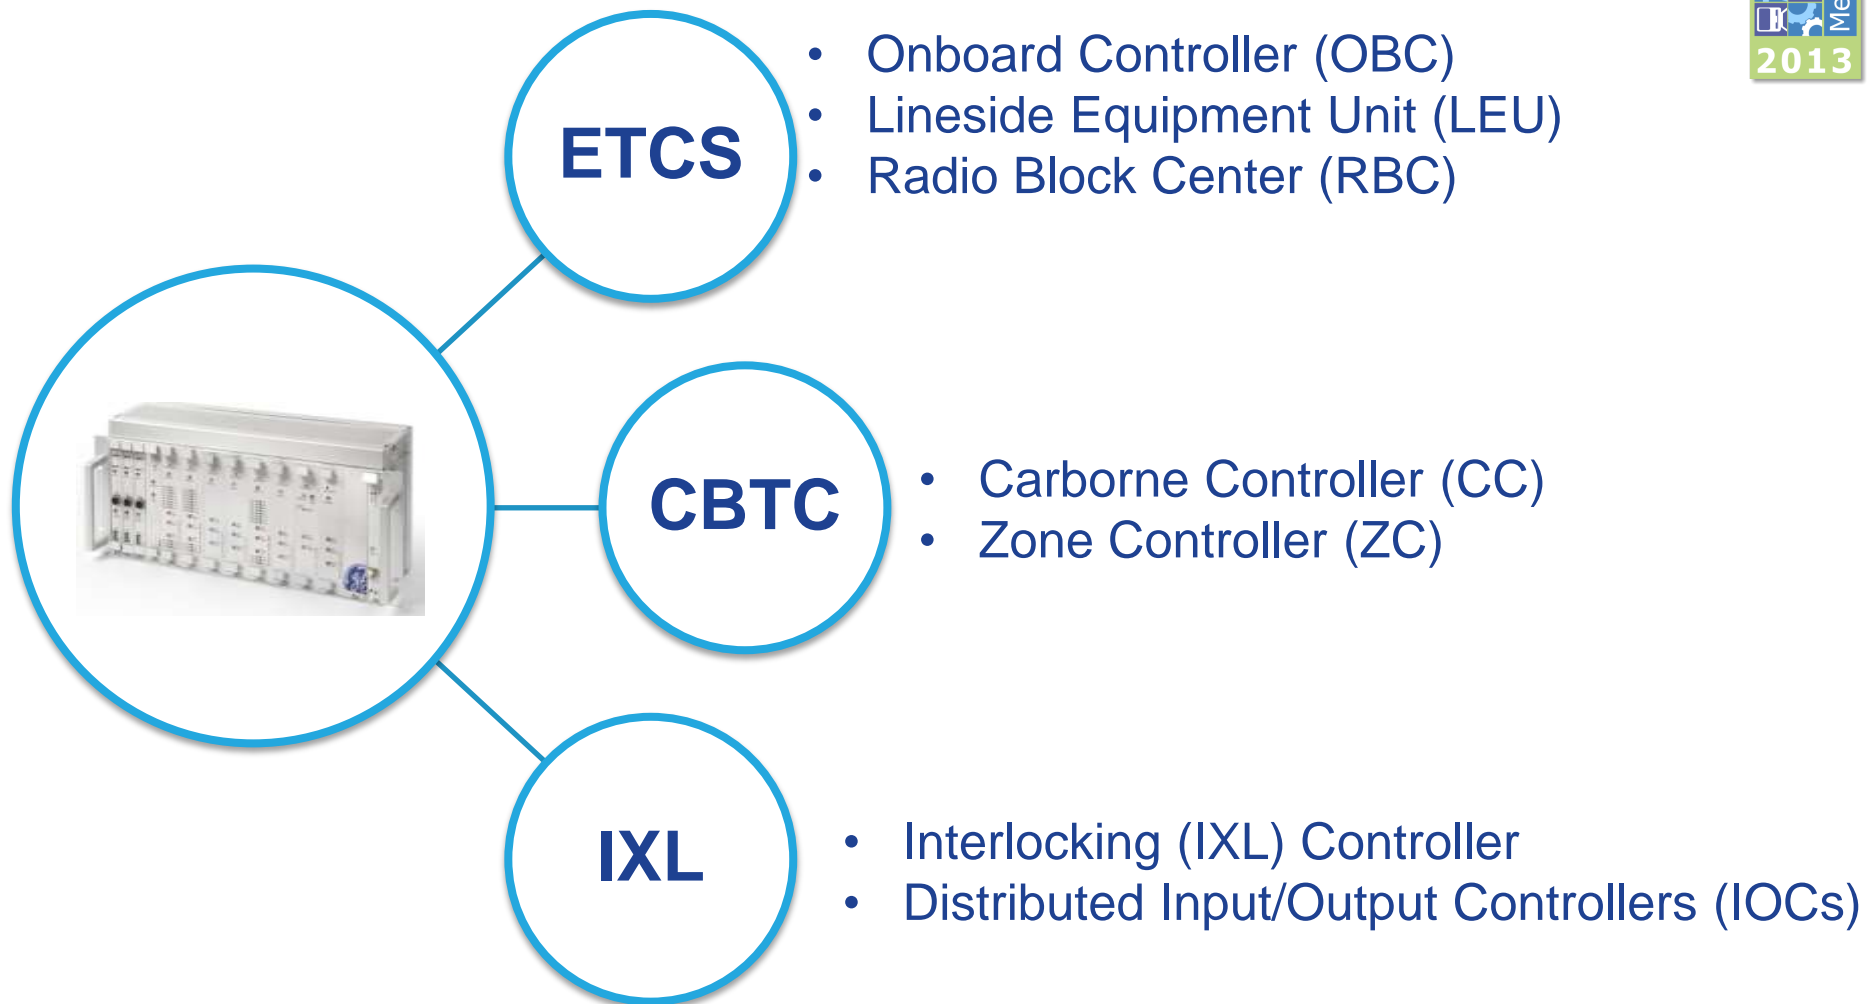 2013
ETCS
• Onboard Controller (OBC)
• Lineside Equipment Unit (LEU)
• Radio Block Center (RBC)
CBTC
• Carborne Controller (CC)
• Zone Controller (ZC)
IXL
• Interlocking (IXL) Controller
• Distributed Input/Output Controllers (IOCs)